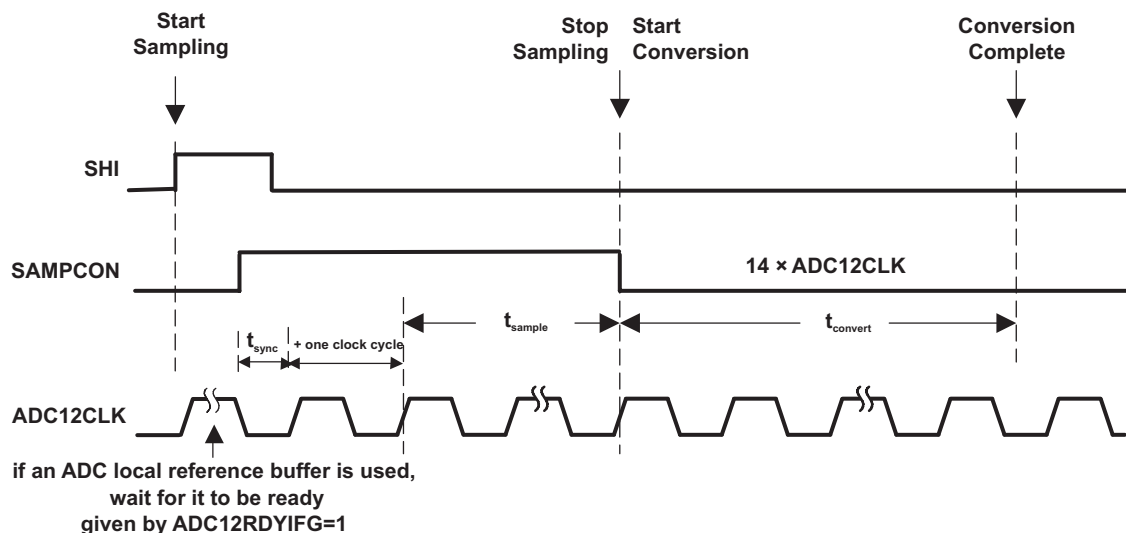 Start
Sampling
Stop
Sampling
Start
Conversion
Conversion
Complete
SHI
SAMPCON
14 × ADC12CLK
tsync
+ one clock cycle
tsample
tconvert
ADC12CLK
if an ADC local reference buffer is used,
wait for it to be ready
given by ADC12RDYIFG=1